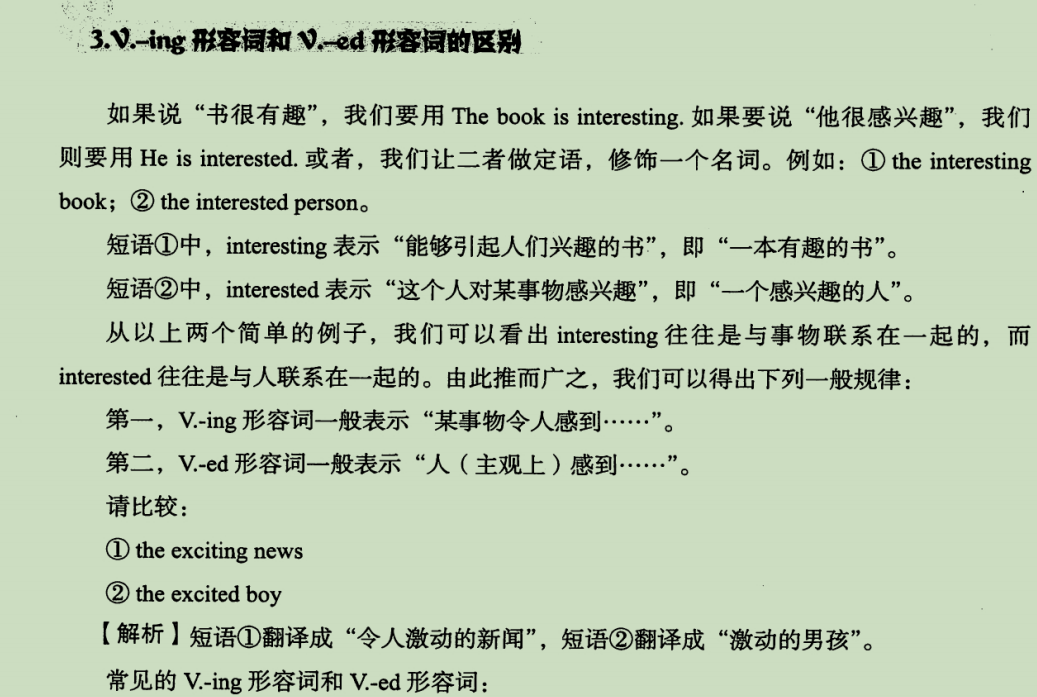 3.V.-ing 形容词和 V.-ed 形容词的区别
如果说“书很有趣”，我们要用 The book is interesting. 如果要说“他很感兴趣”，我们
则要用 He is interested. 或者，我们让二者做定语，修饰一个名词。例如：① the interesting
book；② the interested person。
短语①中，interesting 表示“能够引起人们兴趣的书”，即“一本有趣的书”。
短语②中，interested 表示“这个人对某事物感兴趣”，即“一个感兴趣的人”。
从以上两个简单的例子，我们可以看出 interesting 往往是与事物联系在一起的，而
interested 往往是与人联系在一起的。由此推而广之，我们可以得出下列一般规律：
第一，V.-ing 形容词一般表示“某事物令人感到……”。
第二，V.-ed 形容词一般表示“人（主观上）感到……”。
请比较：
① the exciting news
② the excited boy
【解析】短语①翻译成“令人激动的新闻”，短语②翻译成“激动的男孩”。
常见的 V.-ing 形容词和 V.-ed 形容词：